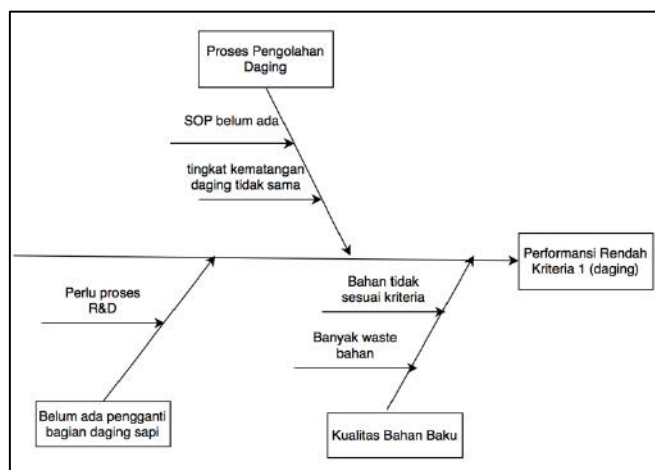 Proses Pengolahan
Daging
SOP belum ada
tingkat kematangan
daging tidak sama
Performansi Rendah
Kriteria 1 (daging)
Perlu proses
R&D
Bahan tidak
sesuai kriteria
Banyak waste
bahan
Belum ada pengganti
bagian daging sapi
Kualitas Bahan Baku